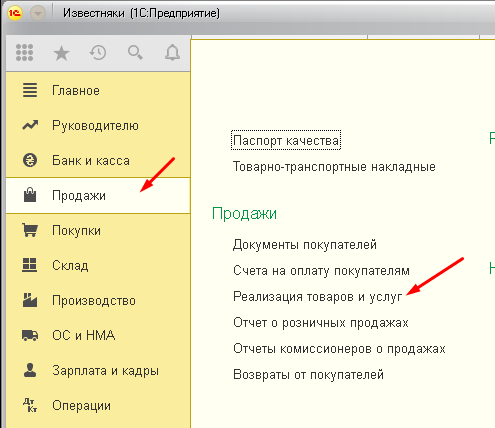 Известняки (1С:Предприятие)
Главное
Руководителю
Банк и касса
Продажи
Покупки
Склад
Производство
ОС и НМА
Зарплата и кадры
Дт Кт Операции
Паспорт качества
Товарно-транспортные накладные
Продажи
Документы покупателей
Счета на оплату покупателям
Реализация товаров и услуг
Отчет о розничных продажах
Отчеты комиссионеров о продажах
Возвраты от покупателей